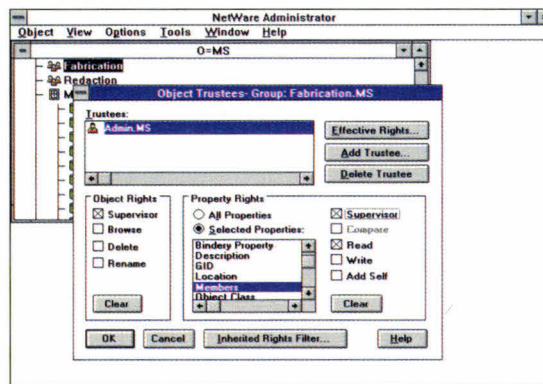 NetWare Administrator
Object View Options Tools Window Help
O=MS
Fabrication
Redaction
M
Object Trustees- Group: Fabrication.MS
Trustees:
Admin.MS
Effective Rights...
Add Trustee...
Delete Trustee
Object Rights
Supervisor
Browse
Delete
Rename
Clear
Property Rights
All Properties
Selected Properties:
Bindery Property
Description
GID
Location
Members
Object Class
Supervisor
Compare
Read
Write
Add Self
Clear
OK Cancel Inherited Rights Filter... Help